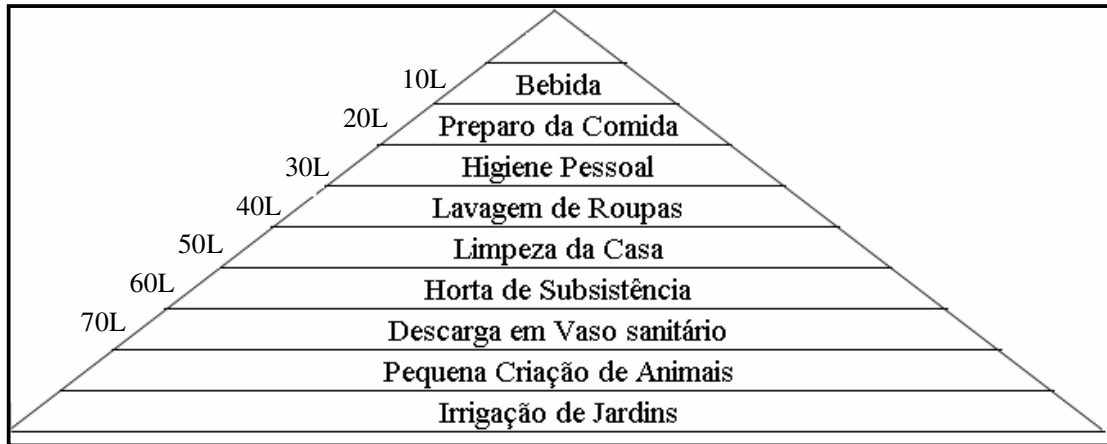 10L Bebida
20L Preparo da Comida
30L Higiene Pessoal
40L Lavagem de Roupas
50L Limpeza da Casa
60L Horta de Subsistência
70L Descarga em Vaso sanitário
Pequena Criação de Animais
Irrigação de Jardins